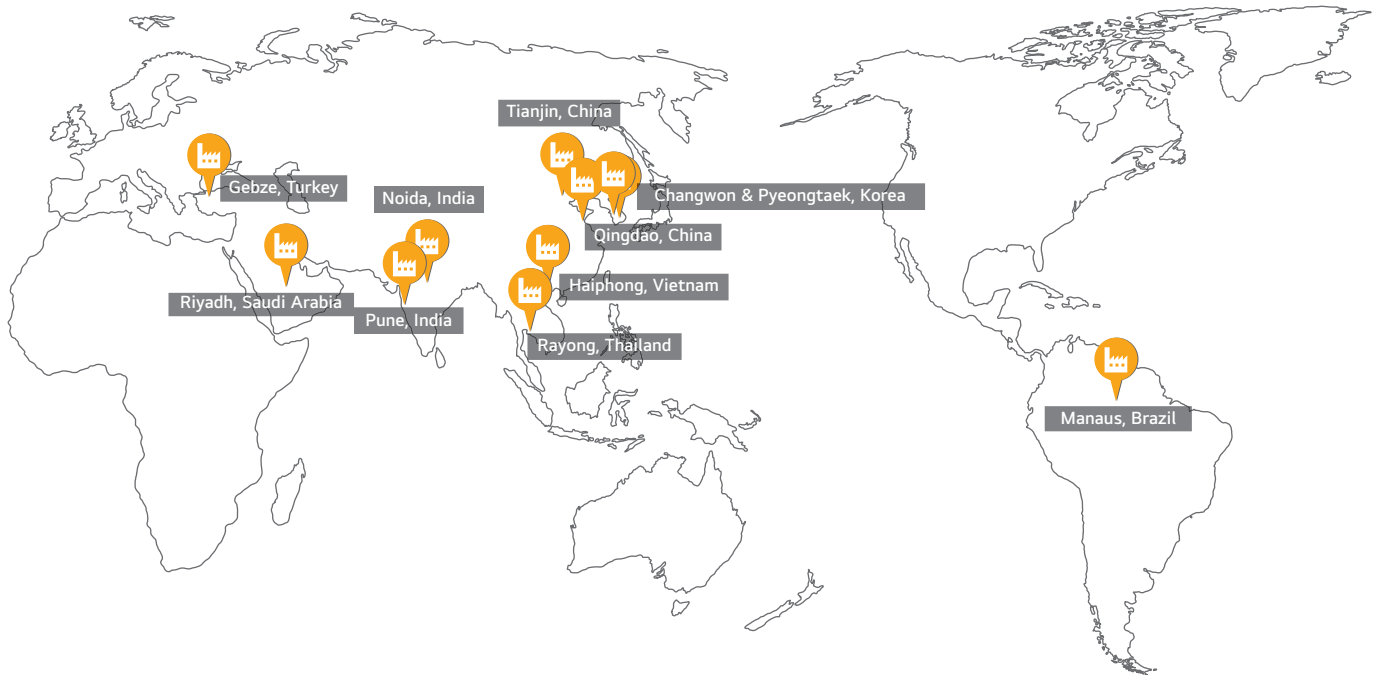 Tianjin, China
Gebze, Turkey
Noida, India
Changwon & Pyeongtaek, Korea
Qingdao, China
Haiphong, Vietnam
Riyadh, Saudi Arabia
Pune, India
Rayong, Thailand
Manaus, Brazil